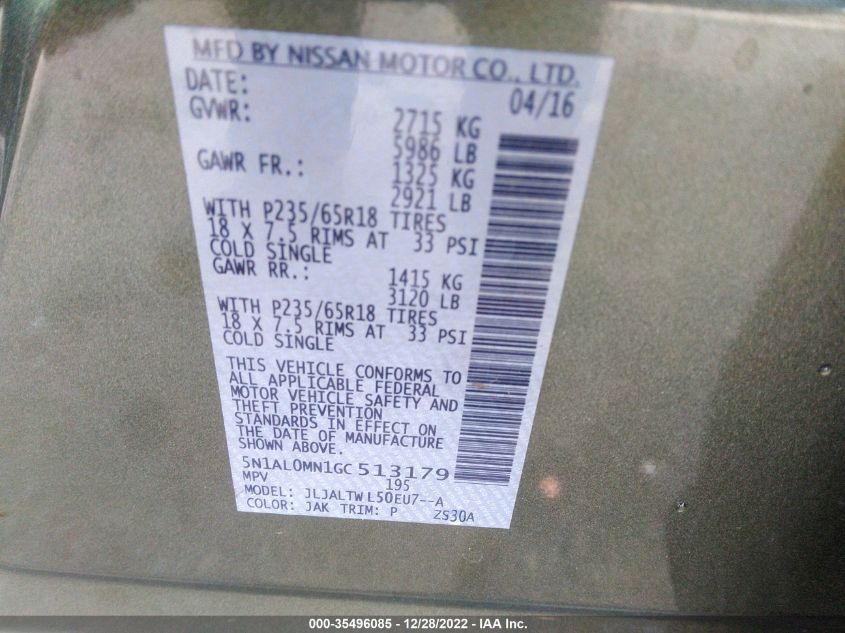 MFD BY NISSAN MOTOR CO., LTD.
DATE: 04/16
GVWR: 2715 KG
5986 LB
GAWR FR.: 1325 KG
2921 LB
WITH P235/65R18 TIRES
18 X 7.5 RIMS AT 33 PSI
COLD SINGLE
GAWR RR.: 1415 KG
3120 LB
WITH P235/65R18 TIRES
18 X 7.5 RIMS AT 33 PSI
COLD SINGLE
THIS VEHICLE CONFORMS TO
ALL APPLICABLE FEDERAL
MOTOR VEHICLE SAFETY AND
THEFT PREVENTION
STANDARDS IN EFFECT ON
THE DATE OF MANUFACTURE
SHOWN ABOVE.
5N1AL0MN1GC513179
MPV 195
MODEL: JLJALTWL50EU7--A
COLOR: JAK TRIM: P ZS30A
000-35496085 - 12/28/2022 - IAA Inc.